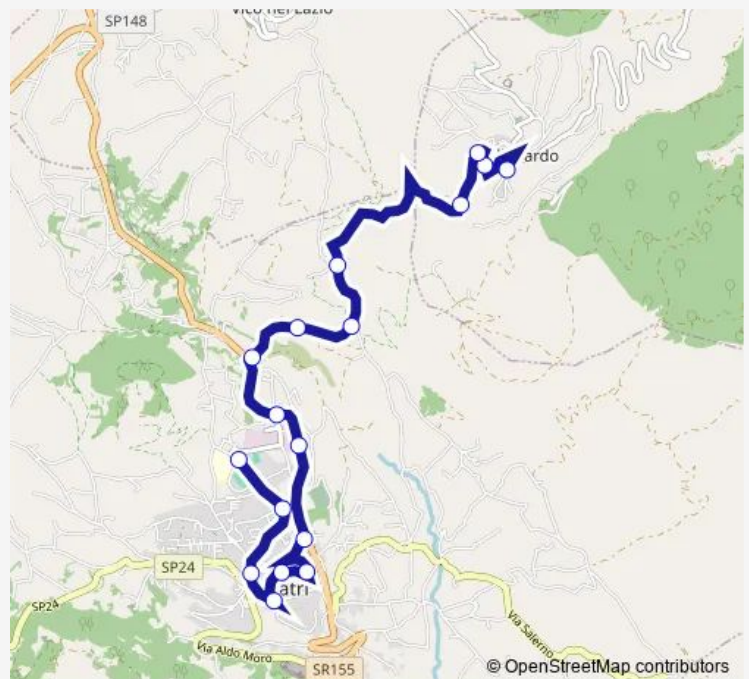 Vico nel Lazio
SP148
ardo
SP24
atri
SP24
Via Salerno
Via Aldo Moro
SR155
© OpenStreetMap contributors